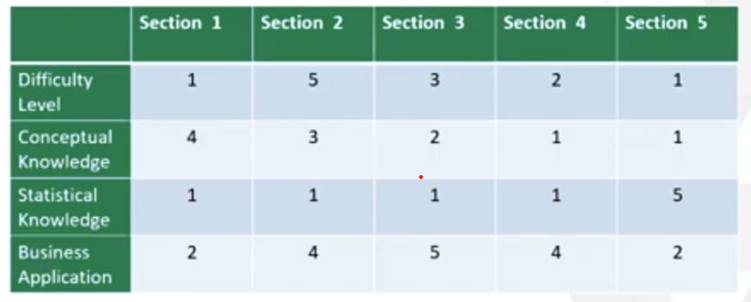 Section 1 Section 2 Section 3 Section 4 Section 5
Difficulty Level 1 5 3 2 1
Conceptual Knowledge 4 3 2 1 1
Statistical Knowledge 1 1 1 1 5
Business Application 2 4 5 4 2